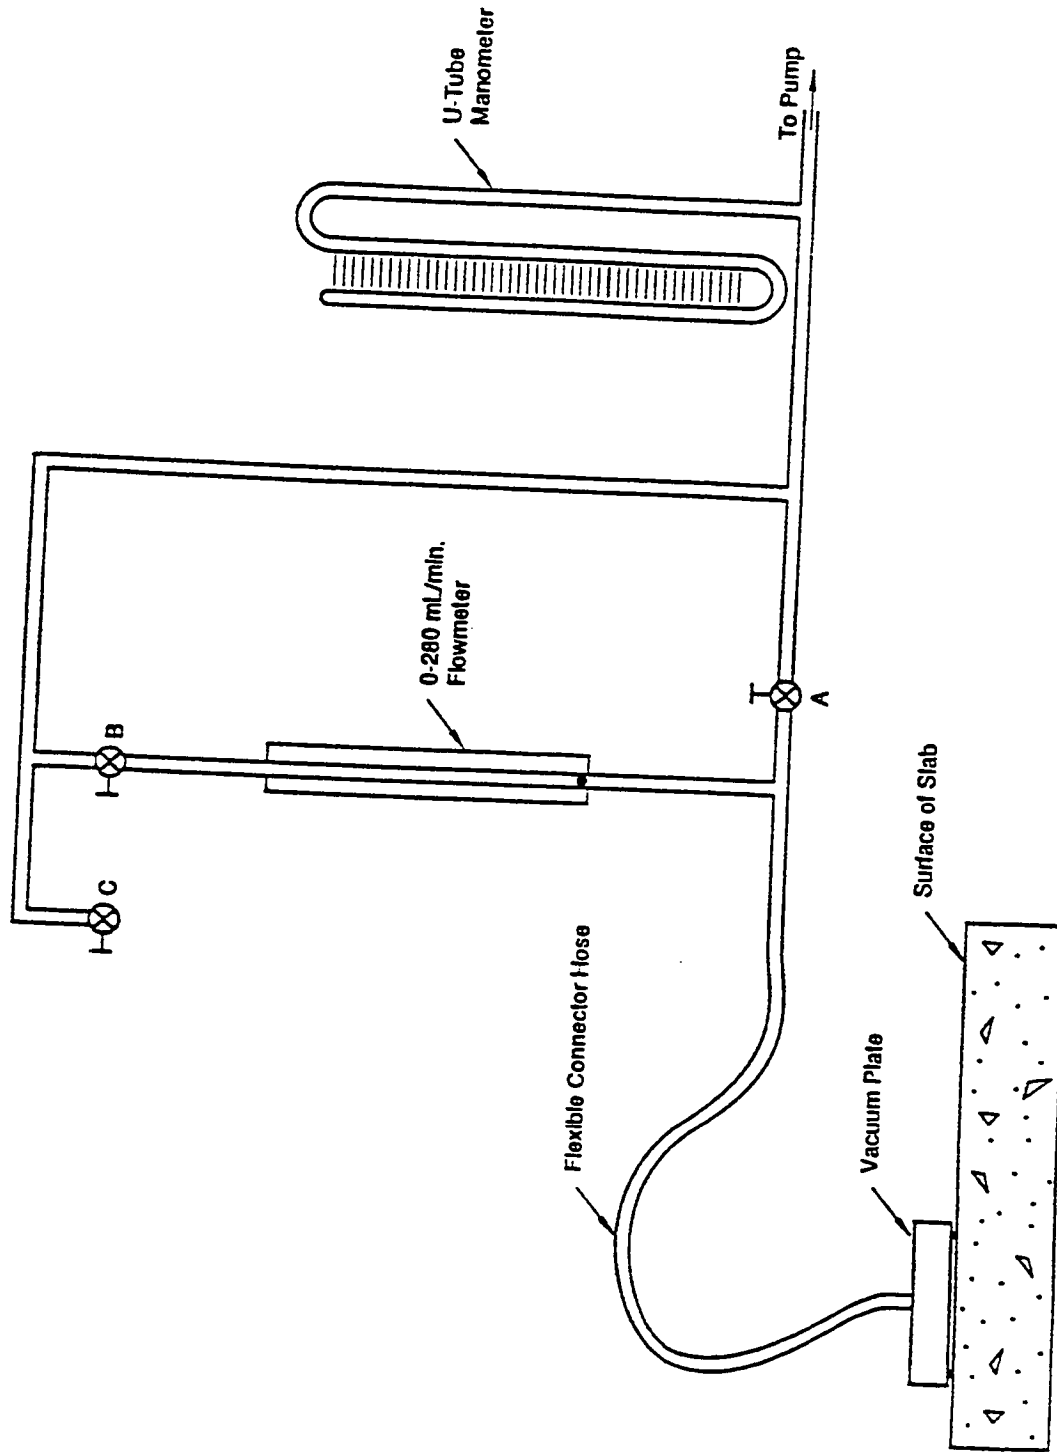 C
B
0-280 mL/min.
Flowmeter
U-Tube
Manometer
To Pump
A
Flexible Connector Hose
Vacuum Plate
Surface of Slab